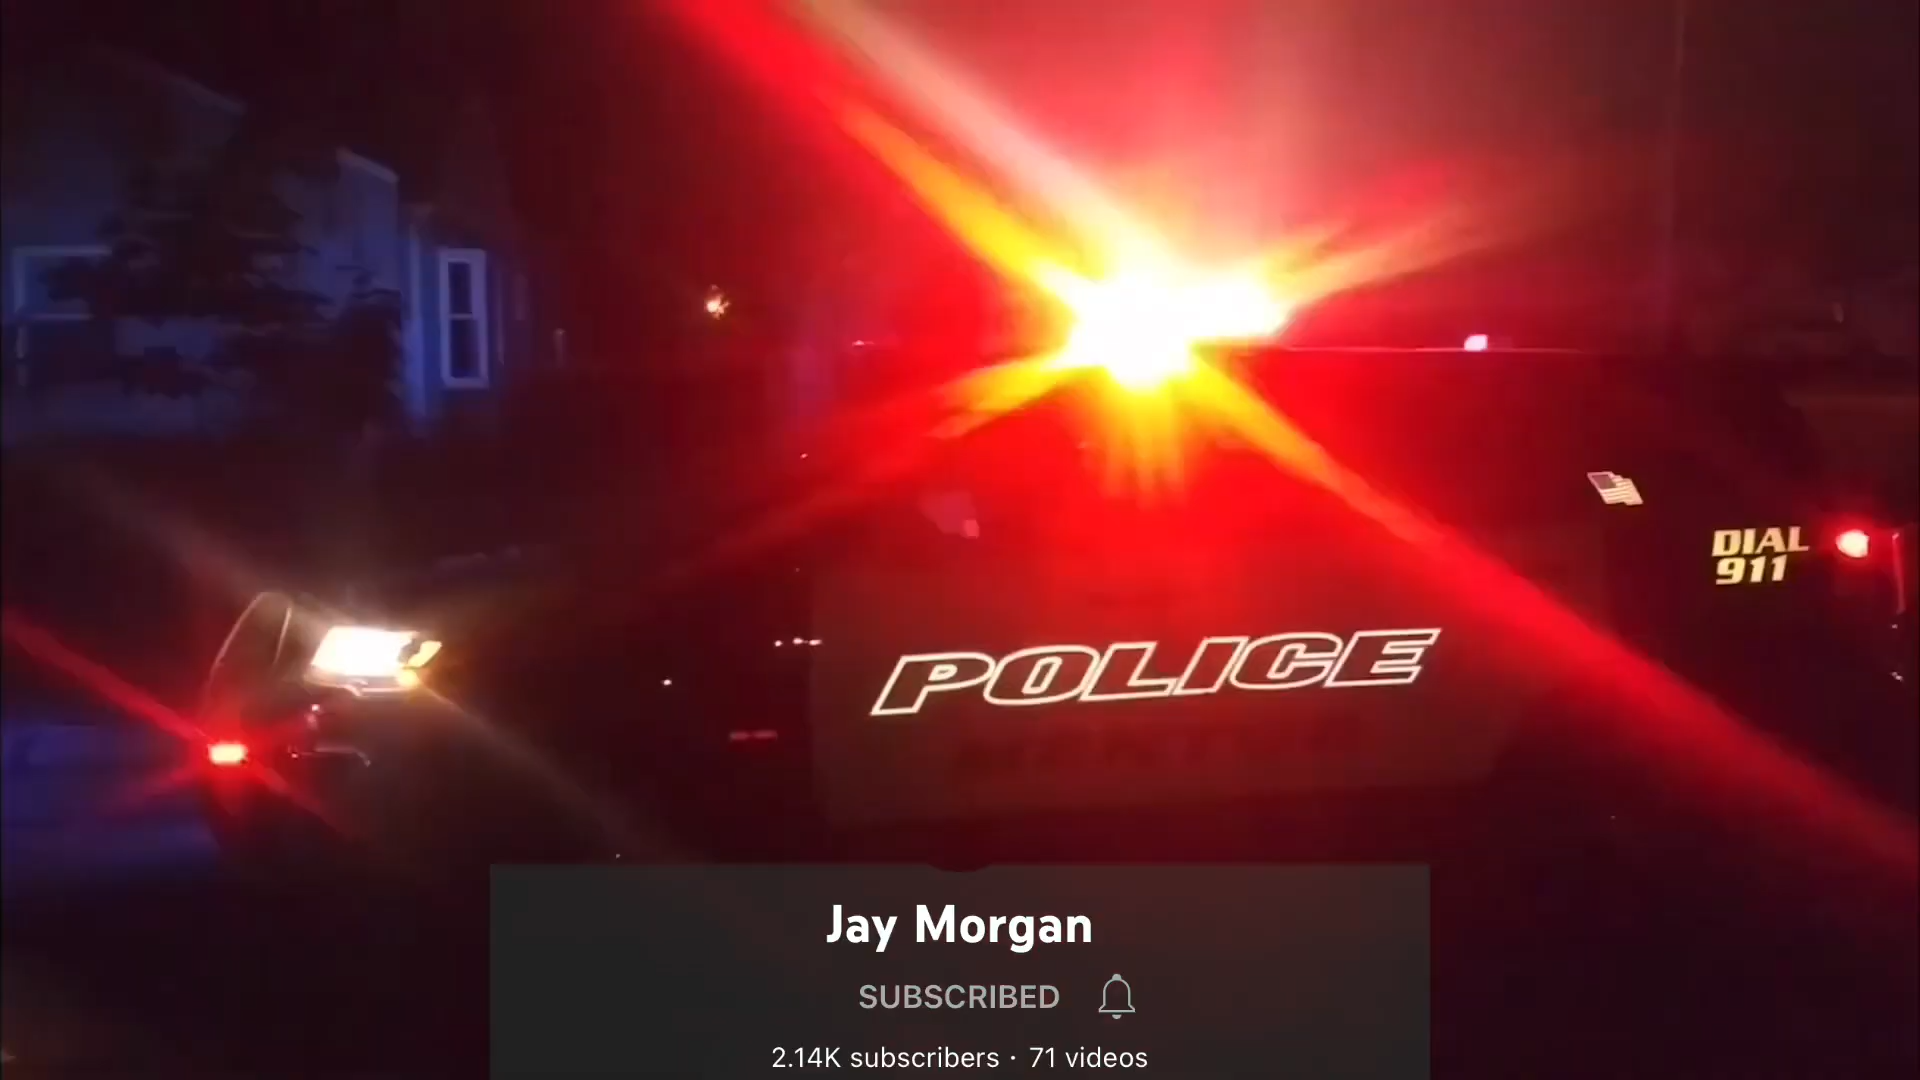 DIAL
911
POLICE
Jay Morgan
SUBSCRIBED
2.14K subscribers · 71 videos